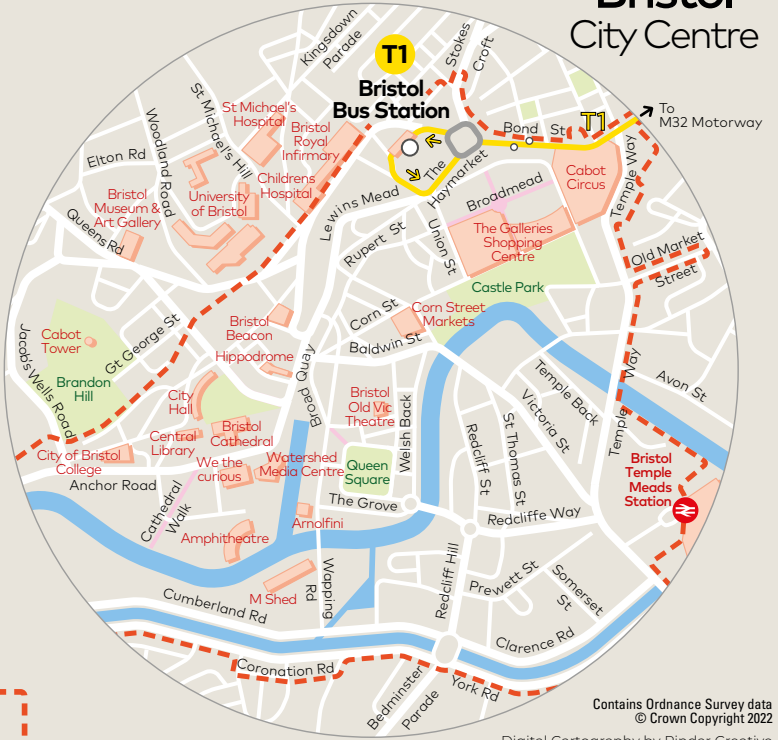 Bristol
City Centre
T1
Bristol
Bus Station
Kingsdown
Parade
Stokes
Croft
T1
To
M32 Motorway
Bond St
St Michael's Hill
St Michael's
Hospital
Bristol
Royal
Infirmary
Childrens
Hospital
Woodland Road
Elton Rd
University
of Bristol
Bristol
Museum &
Art Gallery
Queens Rd
The
Haymarket
Lewins Mead
Broadmead
Cabot
Circus
Temple Way
Rupert St
Union St
The Galleries
Shopping
Centre
Old Market
Street
Castle Park
Corn St
Corn Street
Markets
Bristol
Beacon
Baldwin St
Hippodrome
Gt George St
Cabot
Tower
Brandon
Hill
Jacob's Wells Road
Broad Quay
City
Hall
Bristol
Old Vic
Theatre
Welsh Back
Temple Back
Victoria St
Avon St
Temple Way
Bristol
Cathedral
Central
Library
City of Bristol
College
We the
curious
Watershed
Media Centre
Queen
Square
Redcliff St
St Thomas St
Bristol
Temple
Meads
Station
Anchor Road
Cathedral
Walk
The Grove
Redcliffe Way
Arnolfini
Amphitheatre
M Shed
Wapping
Rd
Redcliff Hill
Prewett St
Somerset
St
Cumberland Rd
Clarence Rd
Coronation Rd
York Rd
Bedminster
Parade
Contains Ordnance Survey data
© Crown Copyright 2022
Digital Cartography by Pindar Creative